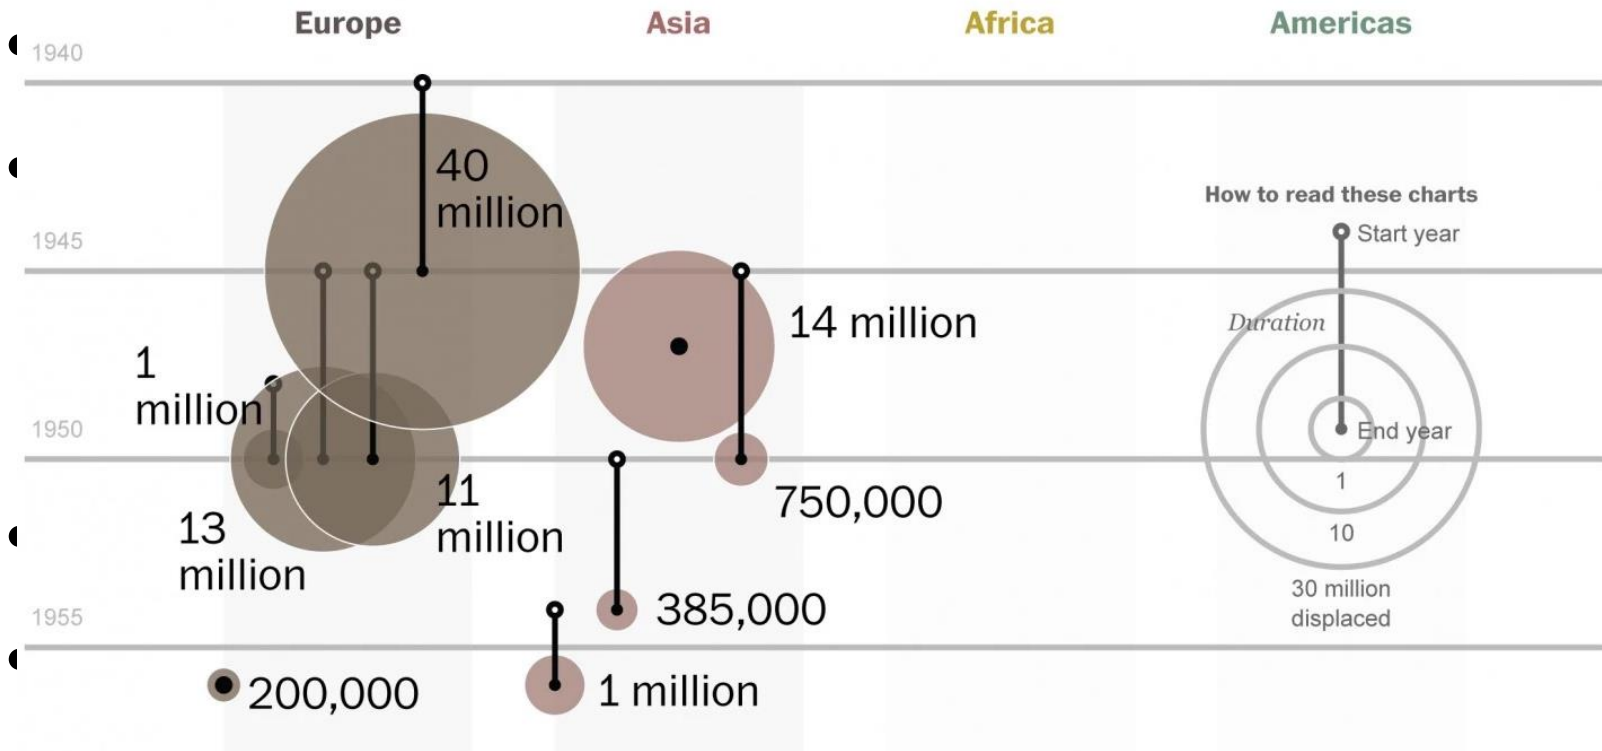 Europe
Asia
Africa
Americas
1940
40
million
How to read these charts
Start year
1945
14 million
Duration
1
million
1950
End year
1
11
million
750,000
13
million
10
30 million
displaced
385,000
1955
200,000
1 million